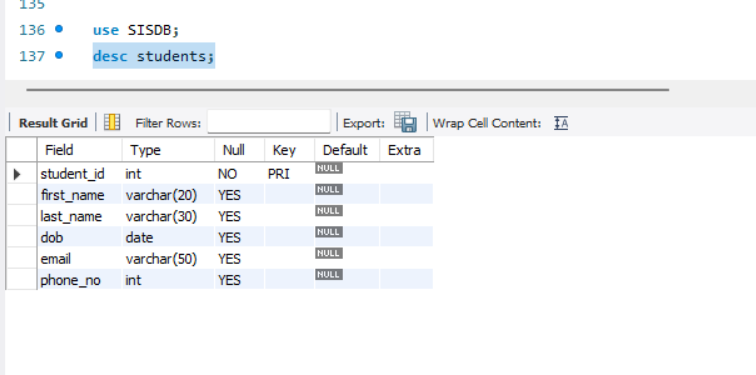 135
136 use SISDB;
137 desc students;
Result Grid Filter Rows: Export: Wrap Cell Content: IA
Field Type Null Key Default Extra
student_id int NO PRI NULL
first_name varchar(20) YES NULL
last_name varchar(30) YES NULL
dob date YES NULL
email varchar(50) YES NULL
phone_no int YES NULL